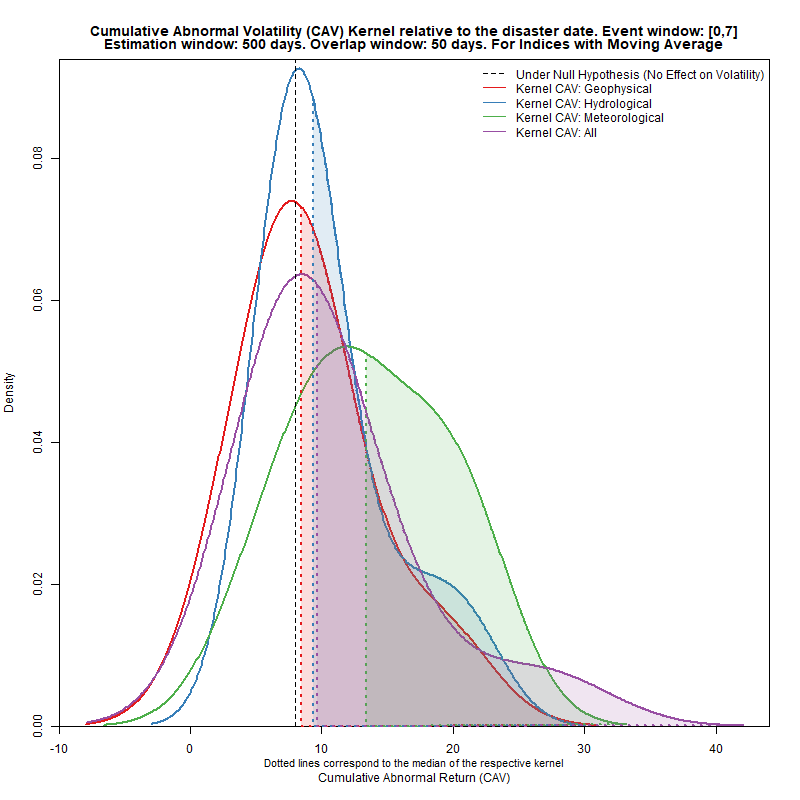 Cumulative Abnormal Volatility (CAV) Kernel relative to the disaster date. Event window: [0,7]
Estimation window: 500 days. Overlap window: 50 days. For Indices with Moving Average
Under Null Hypothesis (No Effect on Volatility)
Kernel CAV: Geophysical
Kernel CAV: Hydrological
Kernel CAV: Meteorological
Kernel CAV: All
Density
0.08
0.06
0.04
0.02
0.00
-10 0 10 20 30 40
Dotted lines correspond to the median of the respective kernel
Cumulative Abnormal Return (CAV)